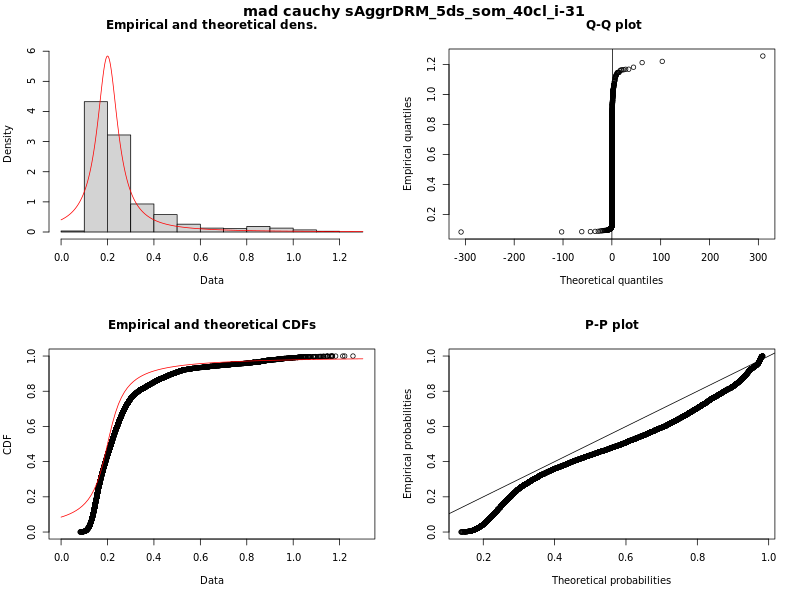 mad cauchy sAggrDRM_5ds_som_40cl_i-31
Empirical and theoretical dens.
Density
0 1 2 3 4 5 6
0.0 0.2 0.4 0.6 0.8 1.0 1.2
Data
Q-Q plot
Empirical quantiles
0.2 0.4 0.6 0.8 1.0 1.2
-300 -200 -100 0 100 200 300
Theoretical quantiles
Empirical and theoretical CDFs
CDF
0.0 0.2 0.4 0.6 0.8 1.0
0.0 0.2 0.4 0.6 0.8 1.0 1.2
Data
P-P plot
Empirical probabilities
0.0 0.2 0.4 0.6 0.8 1.0
0.2 0.4 0.6 0.8 1.0
Theoretical probabilities